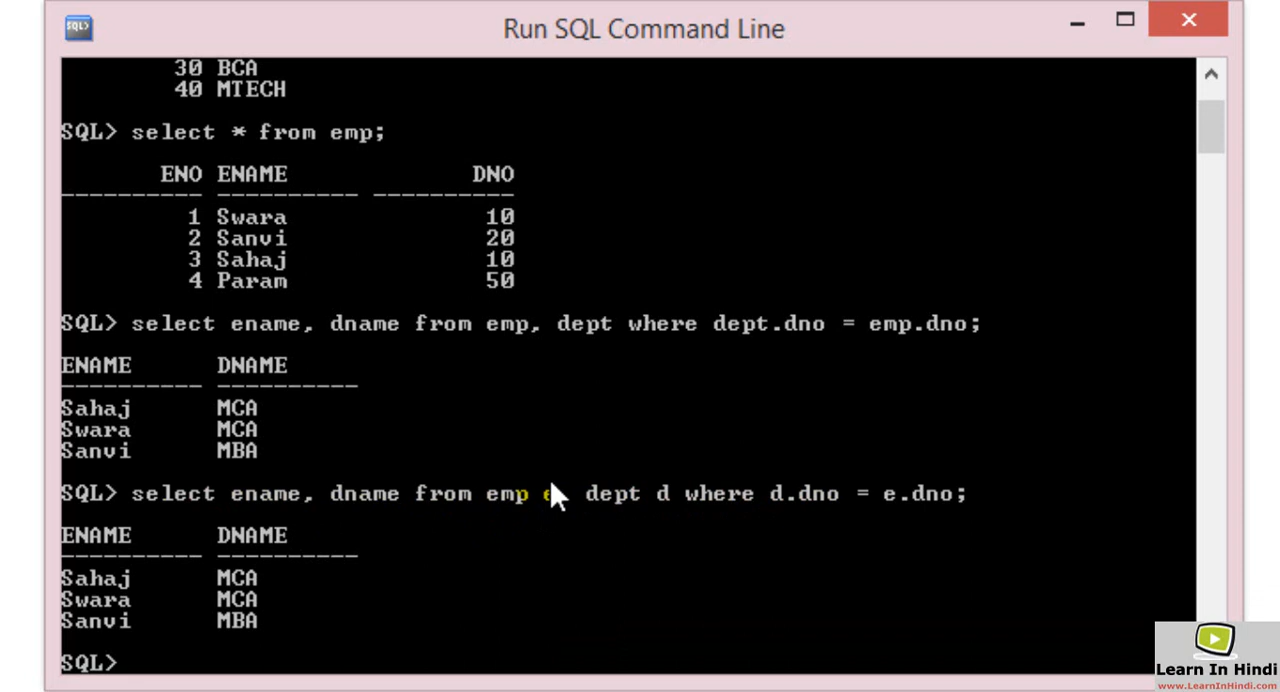 Run SQL Command Line
30 BCA
40 MTECH
SQL> select * from emp;
ENO ENAME DNO
---------- ---------- ----------
1 Swara 10
2 Sanvi 20
3 Sahaj 10
4 Param 50
SQL> select ename, dname from emp, dept where dept.dno = emp.dno;
ENAME DNAME
---------- ----------
Sahaj MCA
Swara MCA
Sanvi MBA
SQL> select ename, dname from emp dept d where d.dno = e.dno;
ENAME DNAME
---------- ----------
Sahaj MCA
Swara MCA
Sanvi MBA
SQL>
Learn In Hindi
www.LearnInHindi.com